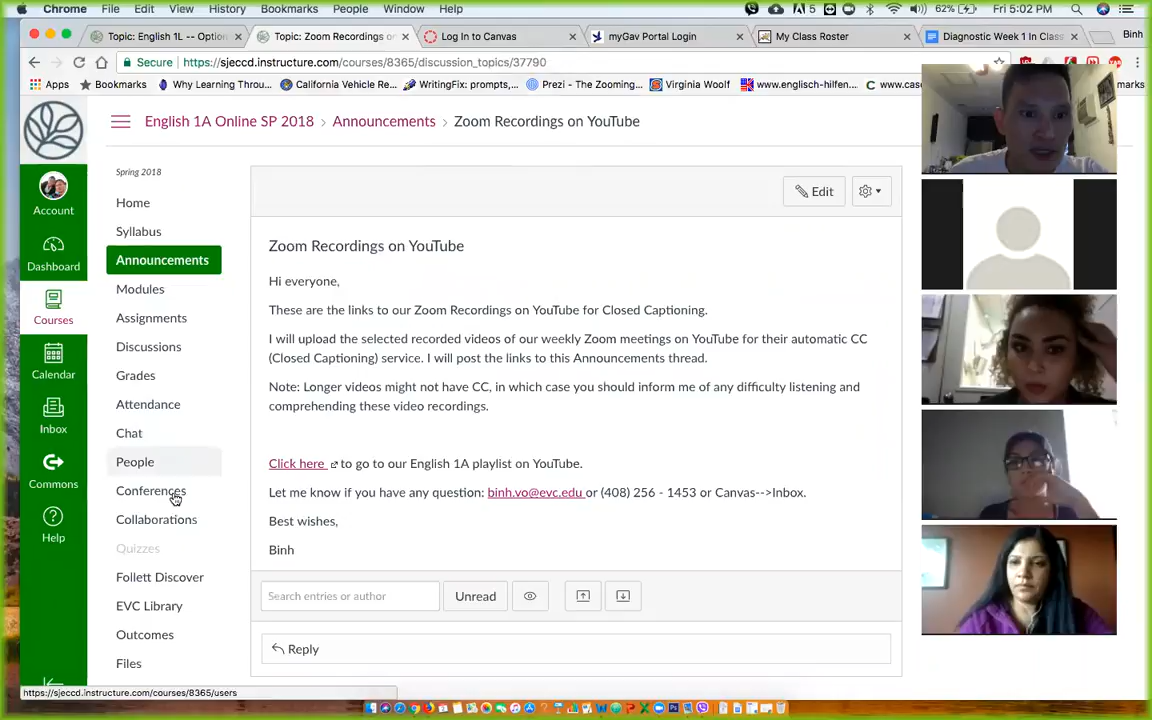 Chrome File Edit View History Bookmarks People Window Help 5 62% Fri 5:02 PM
Topic: English 1L -- Option Topic: Zoom Recordings on Log In to Canvas myGav Portal Login My Class Roster Diagnostic Week 1 In Class Binh
Secure https://sjeccd.instructure.com/courses/8365/discussion_topics/37790
Apps Bookmarks Why Learning Throu... California Vehicle Re... WritingFix: prompts,... Prezi - The Zooming... Virginia Woolf www.englisch-hilfen... www.case marks
English 1A Online SP 2018 > Announcements > Zoom Recordings on YouTube
Spring 2018
Account
Dashboard
Courses
Calendar
Inbox
Commons
Help
Home
Syllabus
Announcements
Modules
Assignments
Discussions
Grades
Attendance
Chat
People
Conferences
Collaborations
Quizzes
Follett Discover
EVC Library
Outcomes
Files
Edit
Zoom Recordings on YouTube
Hi everyone,
These are the links to our Zoom Recordings on YouTube for Closed Captioning.
I will upload the selected recorded videos of our weekly Zoom meetings on YouTube for their automatic CC
(Closed Captioning) service. I will post the links to this Announcements thread.
Note: Longer videos might not have CC, in which case you should inform me of any difficulty listening and
comprehending these video recordings.
Click here to go to our English 1A playlist on YouTube.
Let me know if you have any question: binh.vo@evc.edu or (408) 256 - 1453 or Canvas-->Inbox.
Best wishes,
Binh
Search entries or author Unread
Reply
https://sjeccd.instructure.com/courses/8365/users